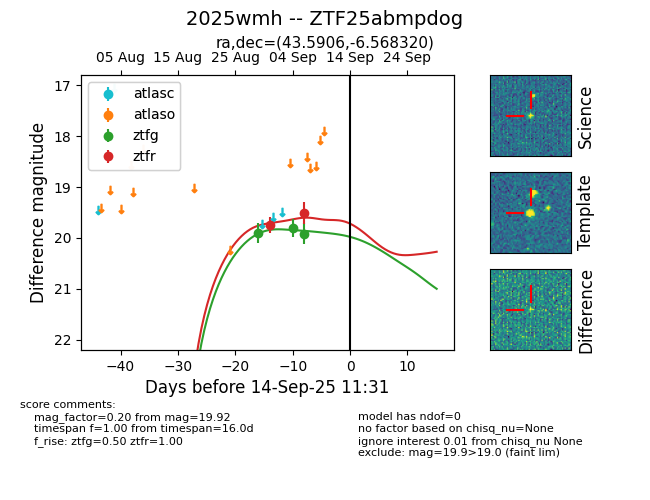 2025wmh -- ZTF25abmpdog
ra,dec=(43.5906,-6.568320)
05 Aug 15 Aug 25 Aug 04 Sep 14 Sep 24 Sep
atlasc
atlaso
ztfg
ztfr
17
18
19
20
21
22
Difference magnitude
−40 −30 −20 −10 0 10
Days before 14-Sep-25 11:31
Science
Template
Difference
score comments:
mag_factor=0.20 from mag=19.92
timespan f=1.00 from timespan=16.0d
f_rise: ztfg=0.50 ztfr=1.00
model has ndof=0
no factor based on chisq_nu=None
ignore interest 0.01 from chisq_nu None
exclude: mag=19.9>19.0 (faint lim)